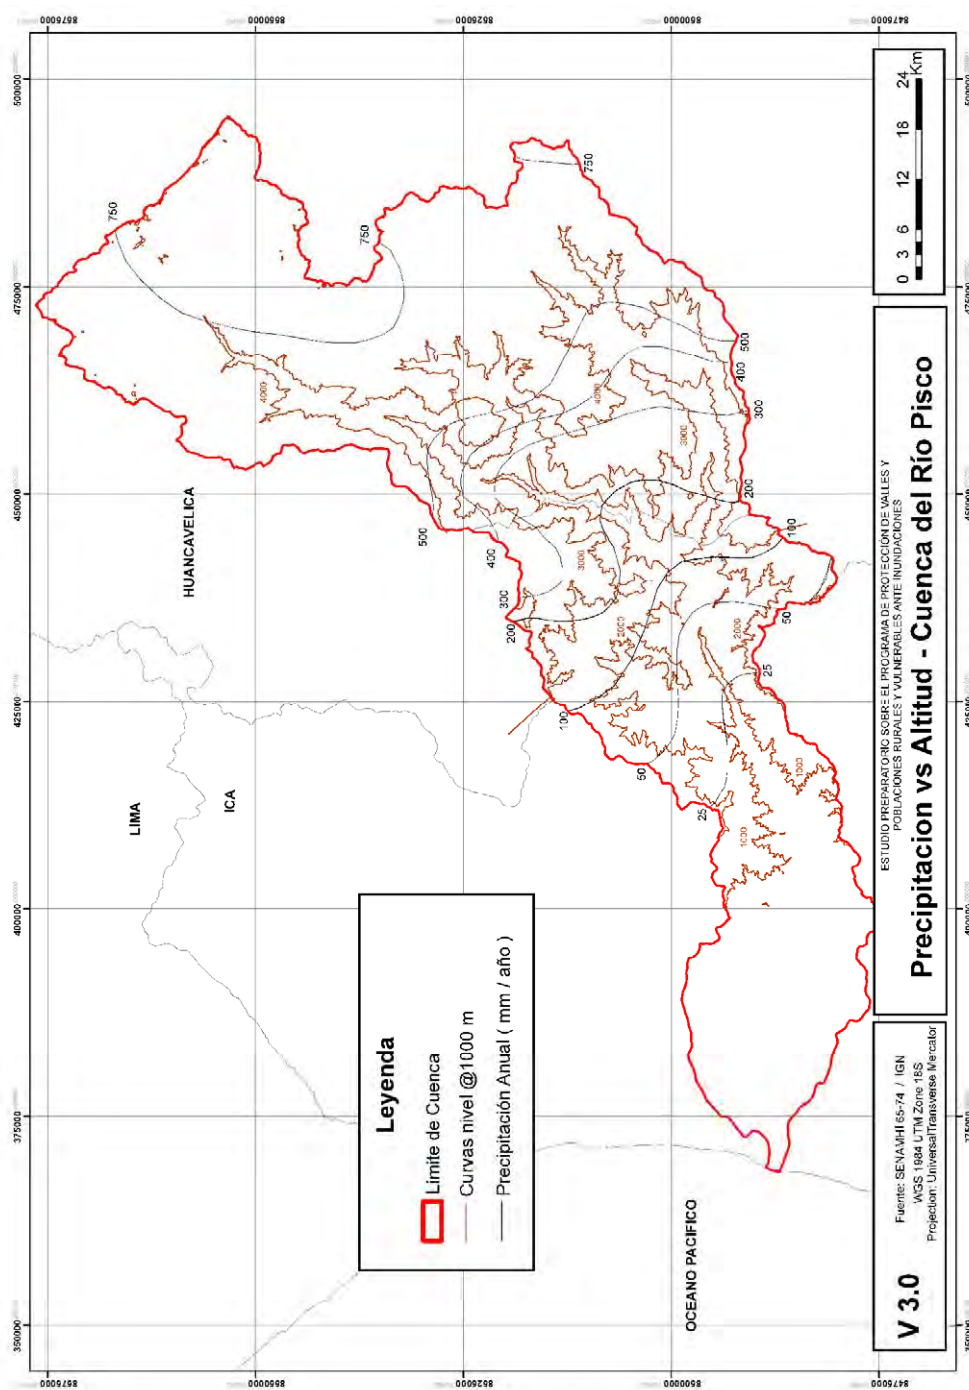 8575000
8550000
8525000
8500000
8475000
500000
475000
450000
425000
400000
375000
350000
750
750
750
500
500
400
400
300
300
200
200
100
100
50
50
25
25
4000
4000
3000
3000
2000
2000
1000
1000
LIMA
ICA
HUANCAVELICA
OCEANO PACIFICO
Leyenda
Limite de Cuenca
Curvas nivel @1000 m
Precipitación Anual ( mm / año )
V 3.0
Fuente: SENAMHI 65-74 / IGN
WGS 1984 UTM Zone 18S
Projection: Universal Transverse Mercator
ESTUDIO PREPARATORIO SOBRE EL PROGRAMA DE PROTECCIÓN DE VALLES Y
POBLACIONES RURALES Y VULNERABLES ANTE INUNDACIONES
Precipitacion vs Altitud - Cuenca del Río Pisco
0 3 6 12 18 24
Km